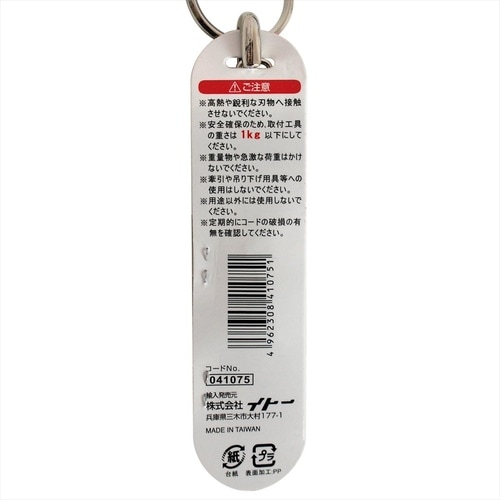 ⚠ご注意
※高熱や鋭利な刃物へ接触
させないでください。
※安全確保のため、取付工具
の重さは1kg以下にして
ください。
※重量物や急激な荷重はかけ
ないでください。
※牽引や吊り下げ用具等への
使用はしないでください。
※用途以外には使用しないで
ください。
※定期的にコードの破損の有
無を確認してください。
4 962308 410751
コードNo.
041075
輸入発売元
株式会社 イトー
兵庫県三木市大村177-1
MADE IN TAIWAN
紙 プラ
台紙 表面加工:PP